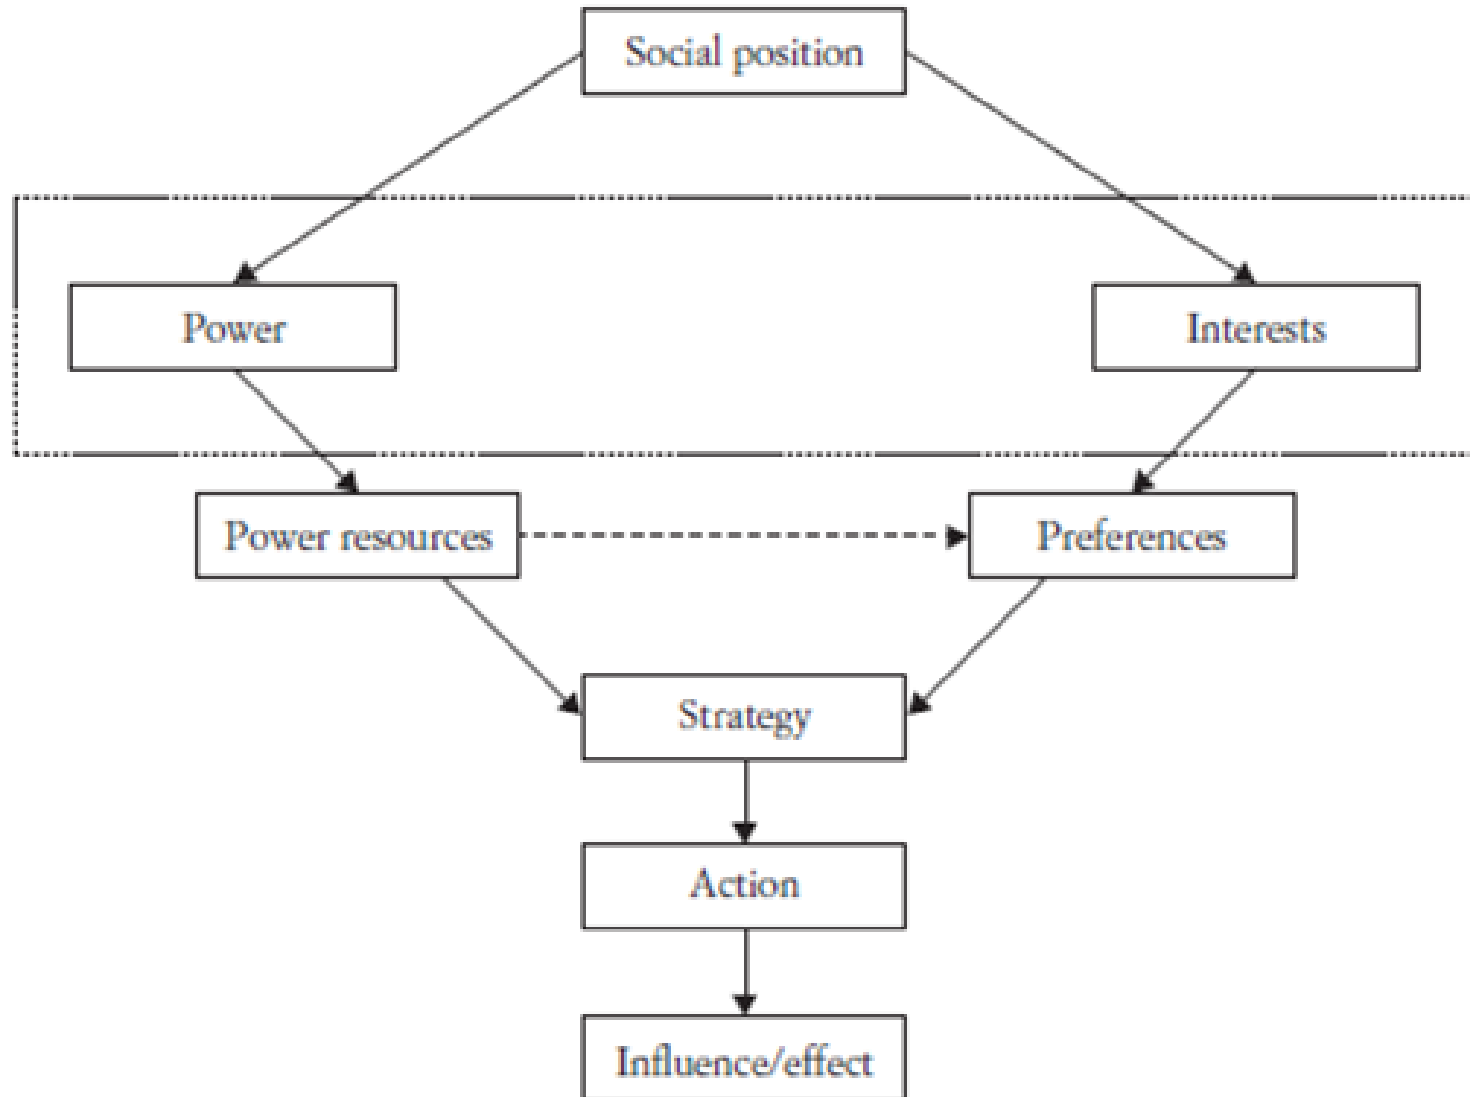 Social position
Power
Interests
Power resources
Preferences
Strategy
Action
Influence/effect